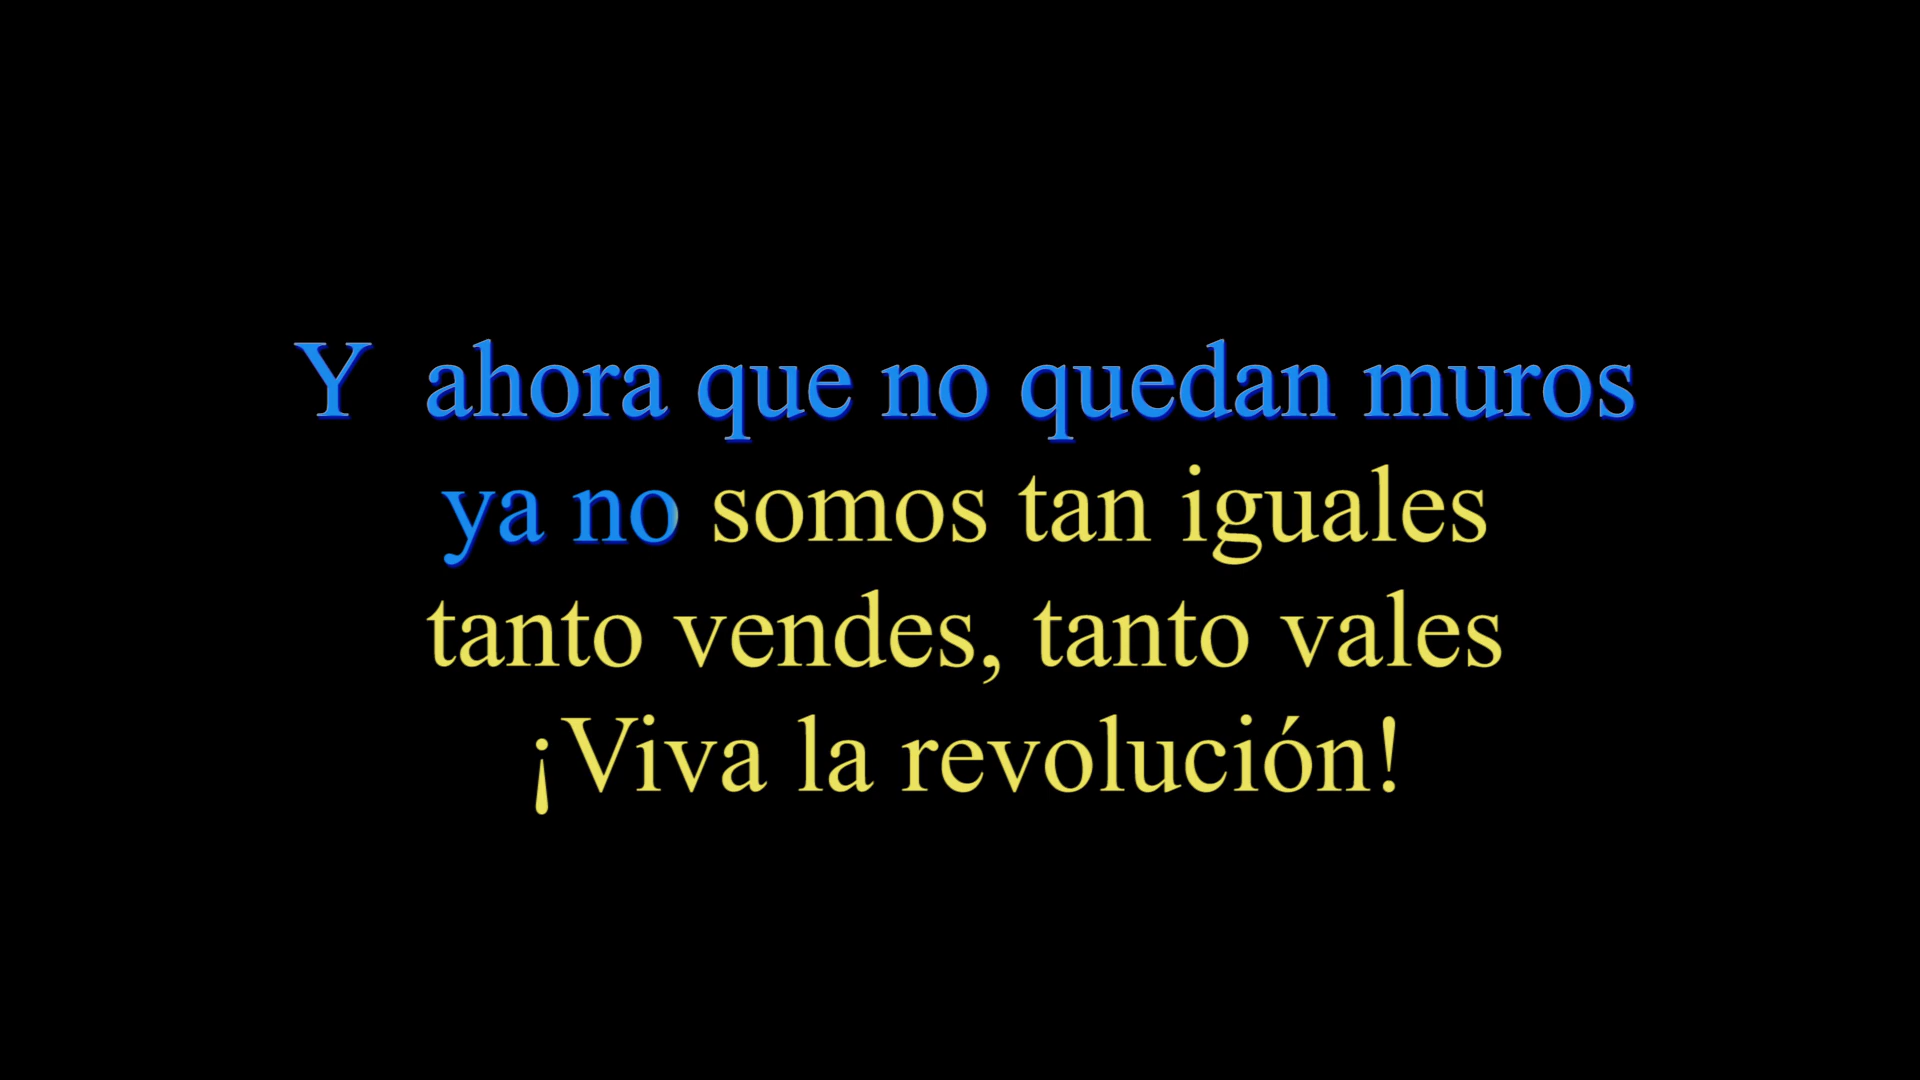 Y  ahora que no quedan muros
ya no somos tan iguales
tanto vendes, tanto vales
¡Viva la revolución!